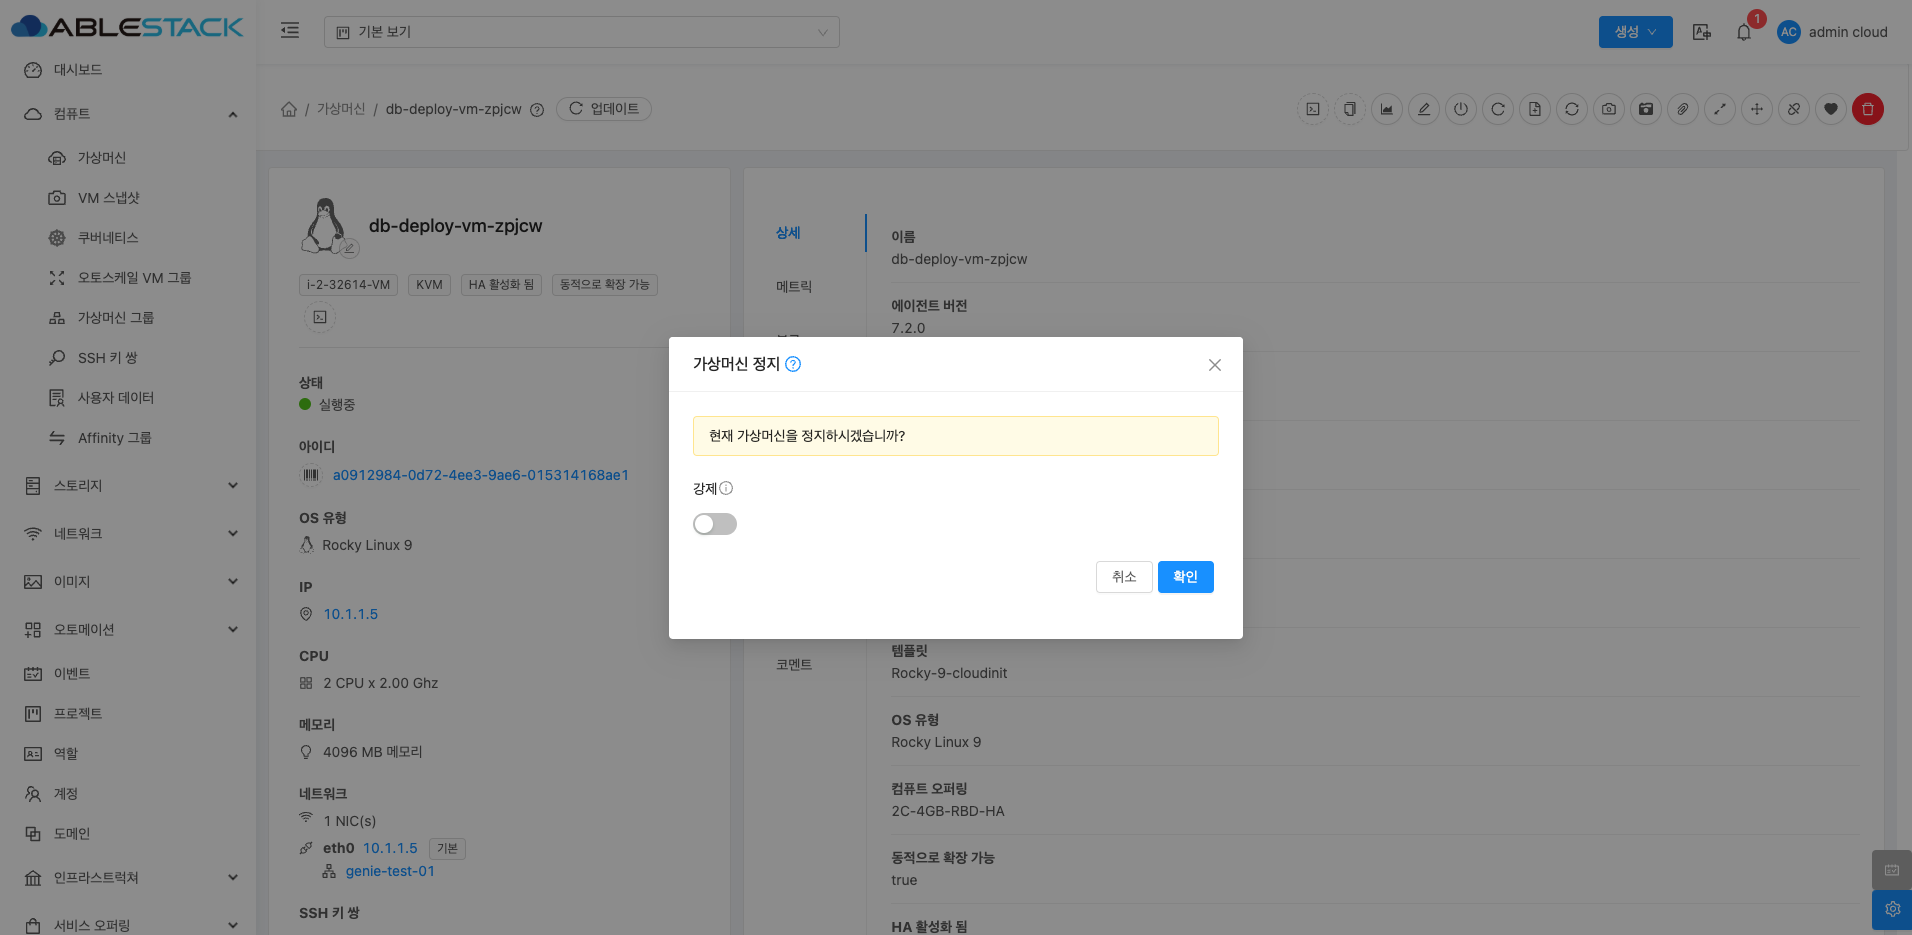 ABLESTACK
기본 보기
생성
1
AC
admin cloud
대시보드
컴퓨트
가상머신
VM 스냅샷
쿠버네티스
오토스케일 VM 그룹
가상머신 그룹
SSH 키 쌍
사용자 데이터
Affinity 그룹
스토리지
네트워크
이미지
오토메이션
이벤트
프로젝트
역할
계정
도메인
인프라스트럭쳐
서비스 오퍼링
/ 가상머신 / db-deploy-vm-zpjcw
업데이트
db-deploy-vm-zpjcw
i-2-32614-VM
KVM
HA 활성화 됨
동적으로 확장 가능
상태
실행중
아이디
a0912984-0d72-4ee3-9ae6-015314168ae1
OS 유형
Rocky Linux 9
IP
10.1.1.5
CPU
2 CPU x 2.00 Ghz
메모리
4096 MB 메모리
네트워크
1 NIC(s)
eth0 10.1.1.5 기본
genie-test-01
SSH 키 쌍
상세
메트릭
코멘트
이름
db-deploy-vm-zpjcw
에이전트 버전
7.2.0
템플릿
Rocky-9-cloudinit
OS 유형
Rocky Linux 9
컴퓨트 오퍼링
2C-4GB-RBD-HA
동적으로 확장 가능
true
HA 활성화 됨
가상머신 정지
현재 가상머신을 정지하시겠습니까?
강제
취소
확인